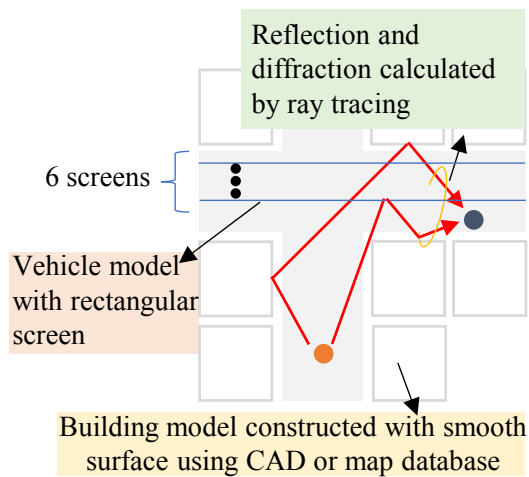 Reflection and
diffraction calculated
by ray tracing
6 screens
Vehicle model
with rectangular
screen
Building model constructed with smooth
surface using CAD or map database